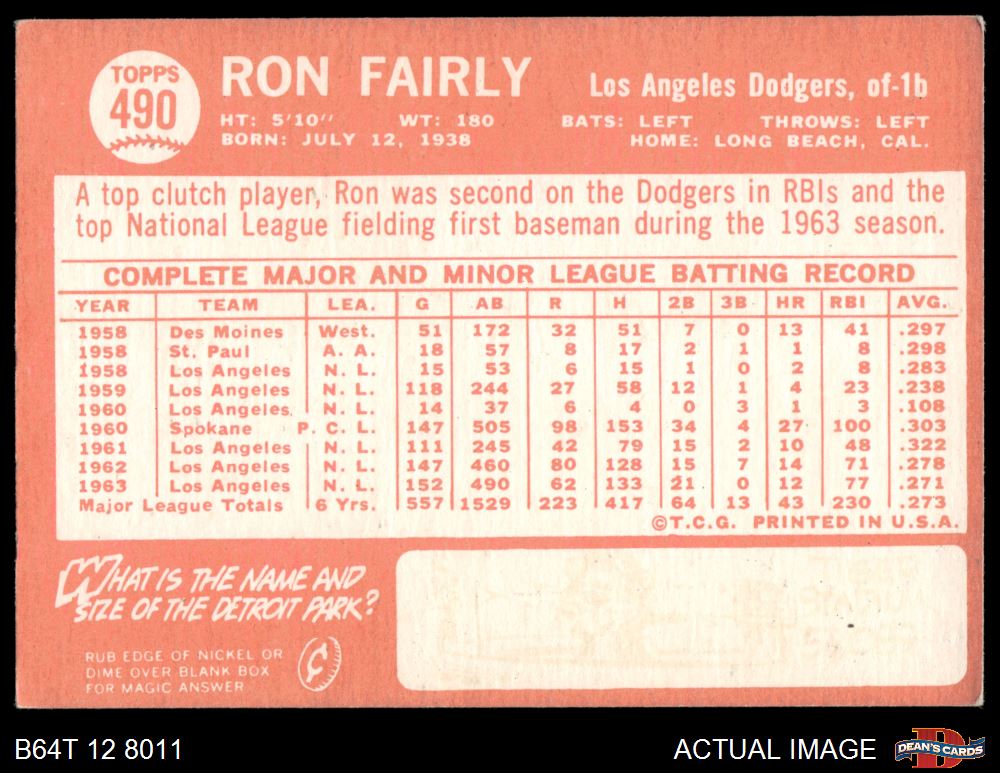 TOPPS
490
RON FAIRLY
Los Angeles Dodgers, of-1b
HT: 5'10" WT: 180 BATS: LEFT THROWS: LEFT
BORN: JULY 12, 1938 HOME: LONG BEACH, CAL.
A top clutch player, Ron was second on the Dodgers in RBIs and the
top National League fielding first baseman during the 1963 season.
COMPLETE MAJOR AND MINOR LEAGUE BATTING RECORD
YEAR TEAM LEA. G AB R H 2B 3B HR RBI AVG.
1958 Des Moines West. 51 172 32 51 7 0 13 41 .297
1958 St. Paul A. A. 18 57 8 17 2 1 1 8 .298
1958 Los Angeles N. L. 15 53 6 15 1 0 2 8 .283
1959 Los Angeles N. L. 118 244 27 58 12 1 4 23 .238
1960 Los Angeles N. L. 14 37 6 4 0 3 1 3 .108
1960 Spokane P. C. L. 147 505 98 153 34 4 27 100 .303
1961 Los Angeles N. L. 111 245 42 79 15 2 10 48 .322
1962 Los Angeles N. L. 147 460 80 128 15 7 14 71 .278
1963 Los Angeles N. L. 152 490 62 133 21 0 12 77 .271
Major League Totals 6 Yrs. 557 1529 223 417 64 13 43 230 .273
©T.C.G. PRINTED IN U.S.A.
WHAT IS THE NAME AND
SIZE OF THE DETROIT PARK?
RUB EDGE OF NICKEL OR
DIME OVER BLANK BOX
FOR MAGIC ANSWER
¢
B64T 12 8011
ACTUAL IMAGE
D
DEAN'S CARDS